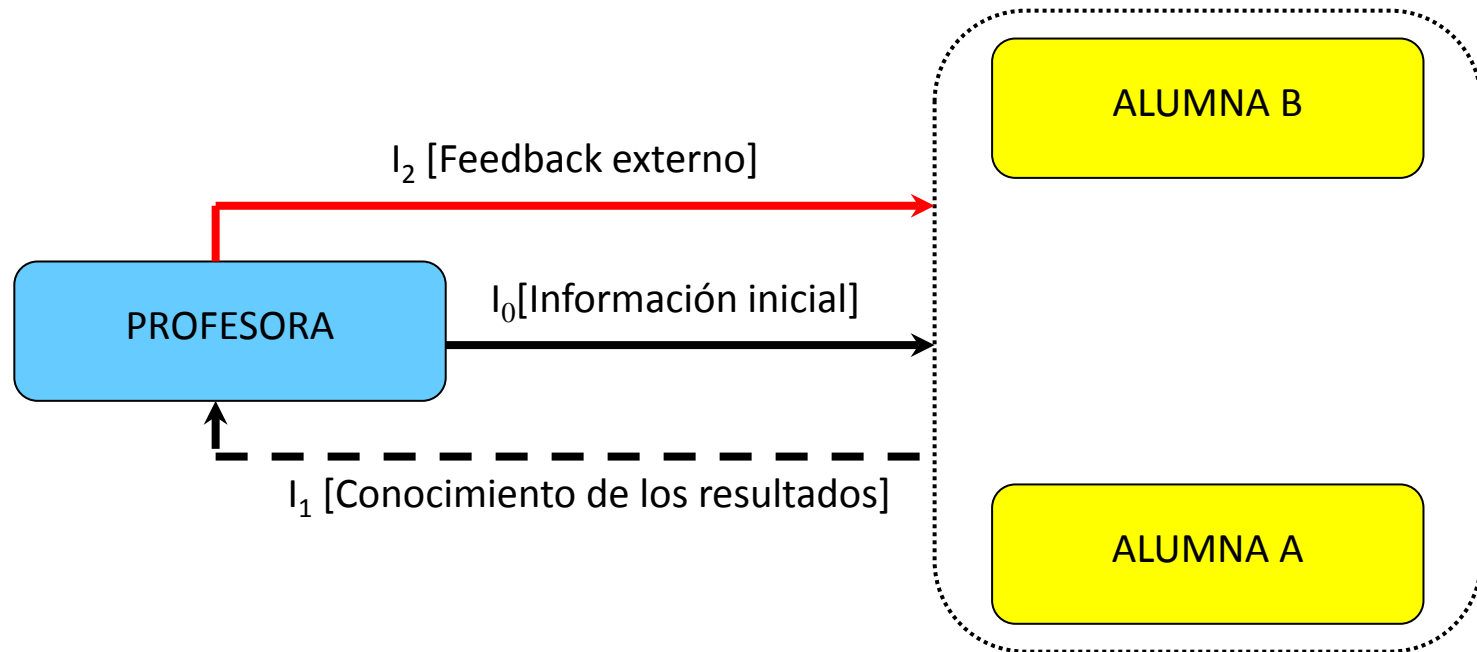 ALUMNA B
I₂ [Feedback externo]
I₀[Información inicial]
PROFESORA
I₁ [Conocimiento de los resultados]
ALUMNA A